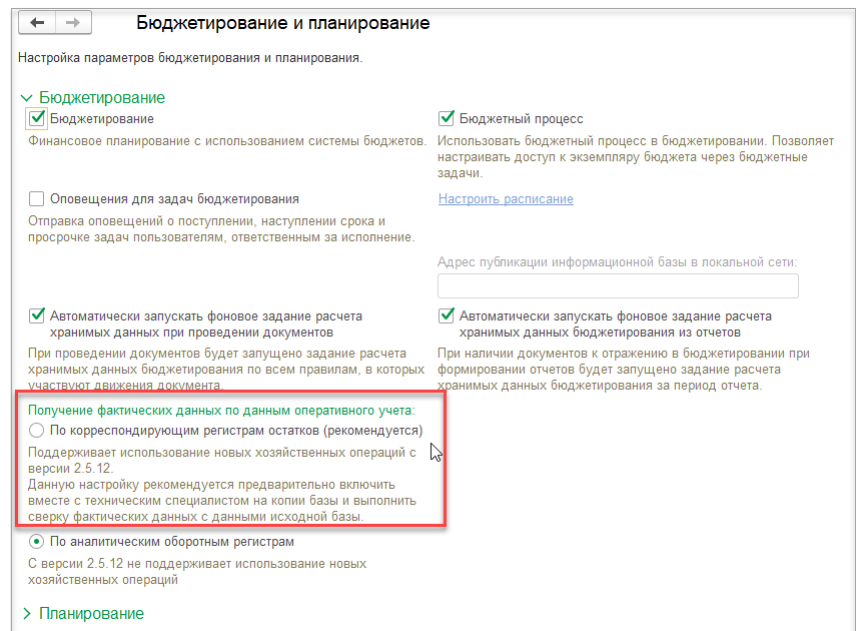 Бюджетирование и планирование
Настройка параметров бюджетирования и планирования.
Бюджетирование
Бюджетирование
Финансовое планирование с использованием системы бюджетов.
Бюджетный процесс
Использовать бюджетный процесс в бюджетировании. Позволяет
настраивать доступ к экземпляру бюджета через бюджетные
задачи.
Оповещения для задач бюджетирования
Отправка оповещений о поступлении, наступлении срока и
просрочке задач пользователям, ответственным за исполнение.
Настроить расписание
Адрес публикации информационной базы в локальной сети:
Автоматически запускать фоновое задание расчета
хранимых данных при проведении документов
При проведении документов будет запущено задание расчета
хранимых данных бюджетирования по всем правилам, в которых
участвуют движения документа.
Автоматически запускать фоновое задание расчета
хранимых данных бюджетирования из отчетов
При наличии документов к отражению в бюджетировании при
формировании отчетов будет запущено задание расчета
хранимых данных бюджетирования за период отчета.
Получение фактических данных по данным оперативного учета:
По корреспондирующим регистрам остатков (рекомендуется)
Поддерживает использование новых хозяйственных операций с
версии 2.5.12.
Данную настройку рекомендуется предварительно включить
вместе с техническим специалистом на копии базы и выполнить
сверку фактических данных с данными исходной базы.
По аналитическим оборотным регистрам
С версии 2.5.12 не поддерживает использование новых
хозяйственных операций
Планирование